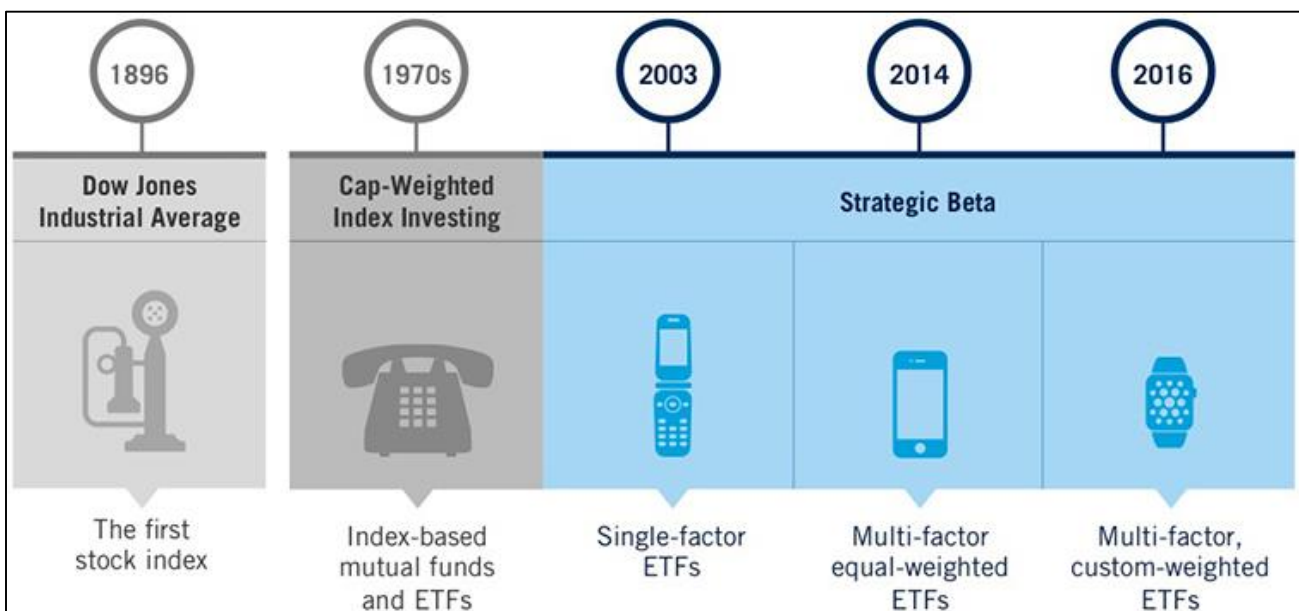 1896
1970s
2003
2014
2016
Dow Jones
Industrial Average
Cap-Weighted
Index Investing
Strategic Beta
The first
stock index
Index-based
mutual funds
and ETFs
Single-factor
ETFs
Multi-factor
equal-weighted
ETFs
Multi-factor,
custom-weighted
ETFs